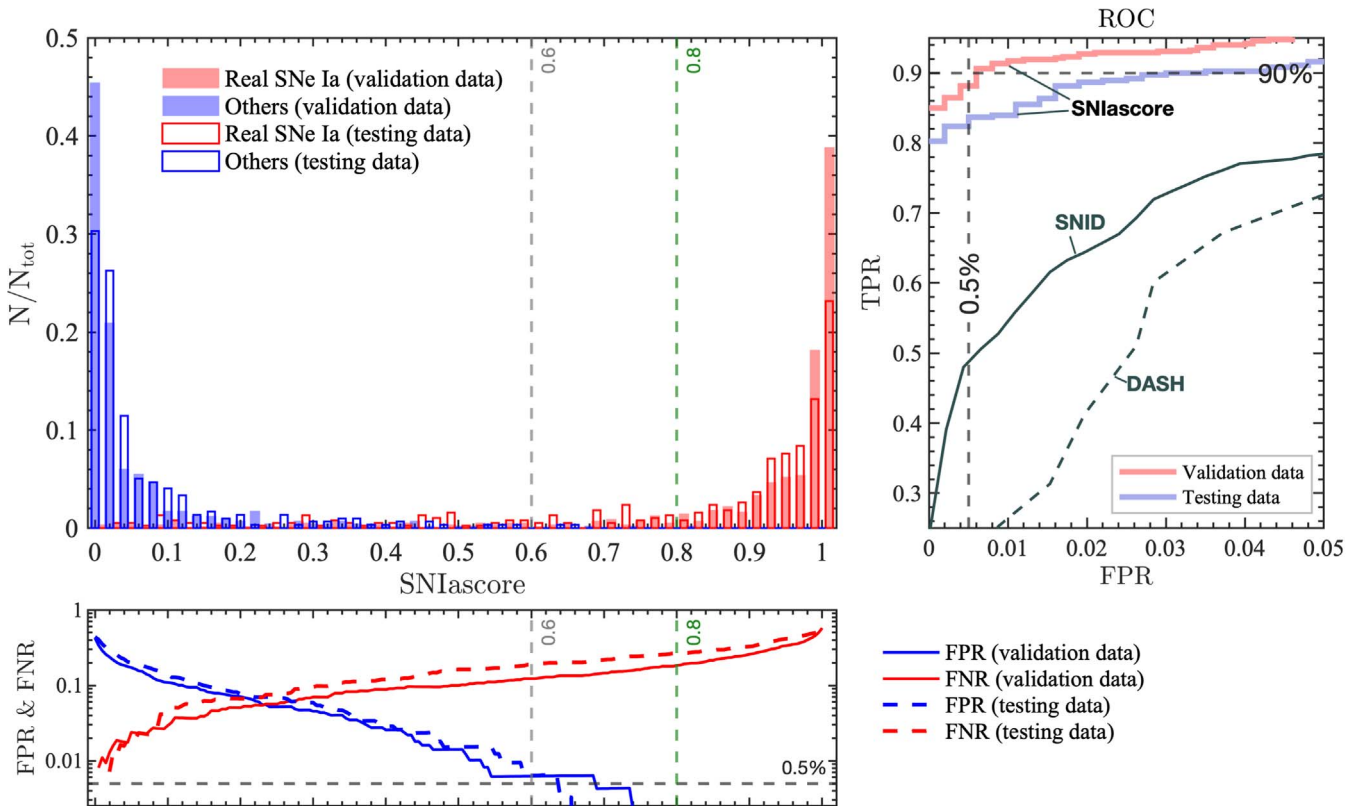 0.5
0.4
0.3
0.2
0.1
0
N/N_tot
Real SNe Ia (validation data)
Others (validation data)
Real SNe Ia (testing data)
Others (testing data)
0.6
0.8
0 0.1 0.2 0.3 0.4 0.5 0.6 0.7 0.8 0.9 1
SNIascore
ROC
0.9
0.8
0.7
0.6
0.5
0.4
0.3
TPR
90%
SNIascore
SNID
0.5%
DASH
Validation data
Testing data
0 0.01 0.02 0.03 0.04 0.05
FPR
1
0.1
0.01
FPR & FNR
0.6
0.8
0.5%
FPR (validation data)
FNR (validation data)
FPR (testing data)
FNR (testing data)